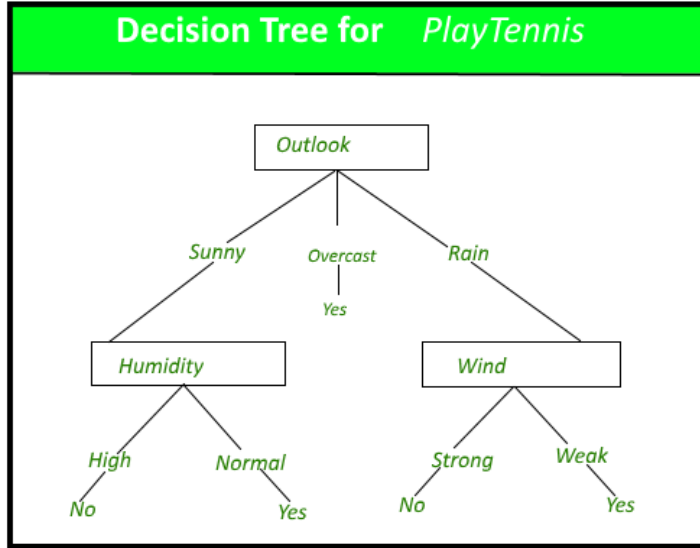 Decision Tree for PlayTennis
Outlook
Sunny Overcast Rain
Yes
Humidity Wind
High Normal Strong Weak
No Yes No Yes